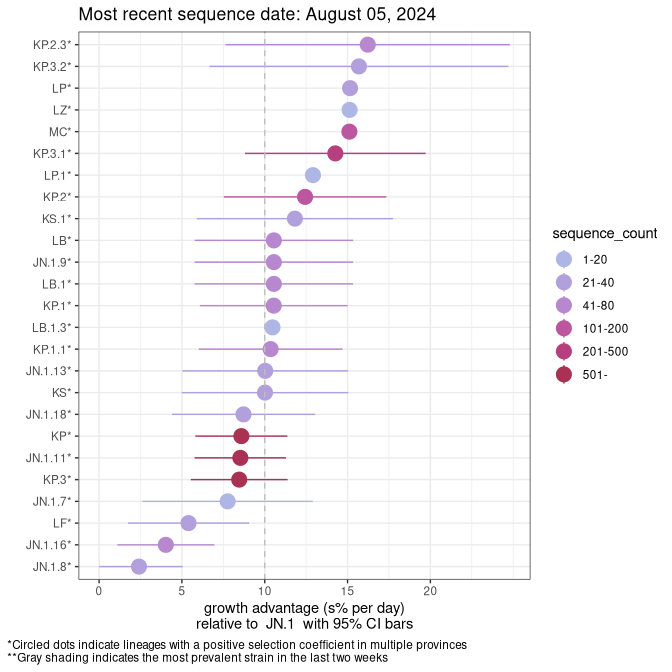 Most recent sequence date: August 05, 2024
KP.2.3*
KP.3.2*
LP*
LZ*
MC*
KP.3.1*
LP.1*
KP.2*
KS.1*
LB*
JN.1.9*
LB.1*
KP.1*
LB.1.3*
KP.1.1*
JN.1.13*
KS*
JN.1.18*
KP*
JN.1.11*
KP.3*
JN.1.7*
LF*
JN.1.16*
JN.1.8*
0 5 10 15 20
growth advantage (s% per day)
relative to JN.1 with 95% CI bars
sequence_count
1-20
21-40
41-80
101-200
201-500
501-
*Circled dots indicate lineages with a positive selection coefficient in multiple provinces
**Gray shading indicates the most prevalent strain in the last two weeks